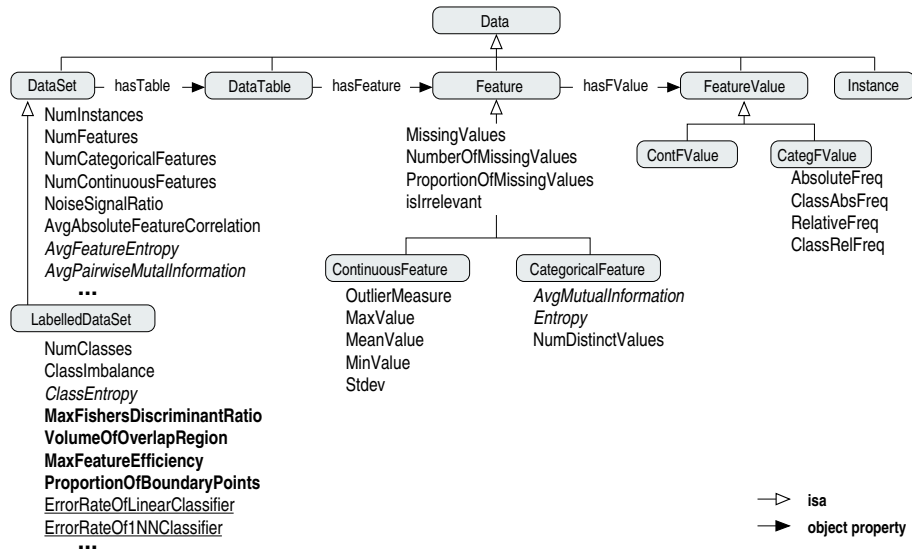 Data
DataSet
hasTable
DataTable
hasFeature
Feature
hasFValue
FeatureValue
Instance
NumInstances
NumFeatures
NumCategoricalFeatures
NumContinuousFeatures
NoiseSignalRatio
AvgAbsoluteFeatureCorrelation
AvgFeatureEntropy
AvgPairwiseMutalInformation
...
MissingValues
NumberOfMissingValues
ProportionOfMissingValues
isIrrelevant
ContFValue
CategFValue
AbsoluteFreq
ClassAbsFreq
RelativeFreq
ClassRelFreq
ContinuousFeature
OutlierMeasure
MaxValue
MeanValue
MinValue
Stdev
CategoricalFeature
AvgMutualInformation
Entropy
NumDistinctValues
LabelledDataSet
NumClasses
ClassImbalance
ClassEntropy
MaxFishersDiscriminantRatio
VolumeOfOverlapRegion
MaxFeatureEfficiency
ProportionOfBoundaryPoints
ErrorRateOfLinearClassifier
ErrorRateOf1NNClassifier
...
isa
object property